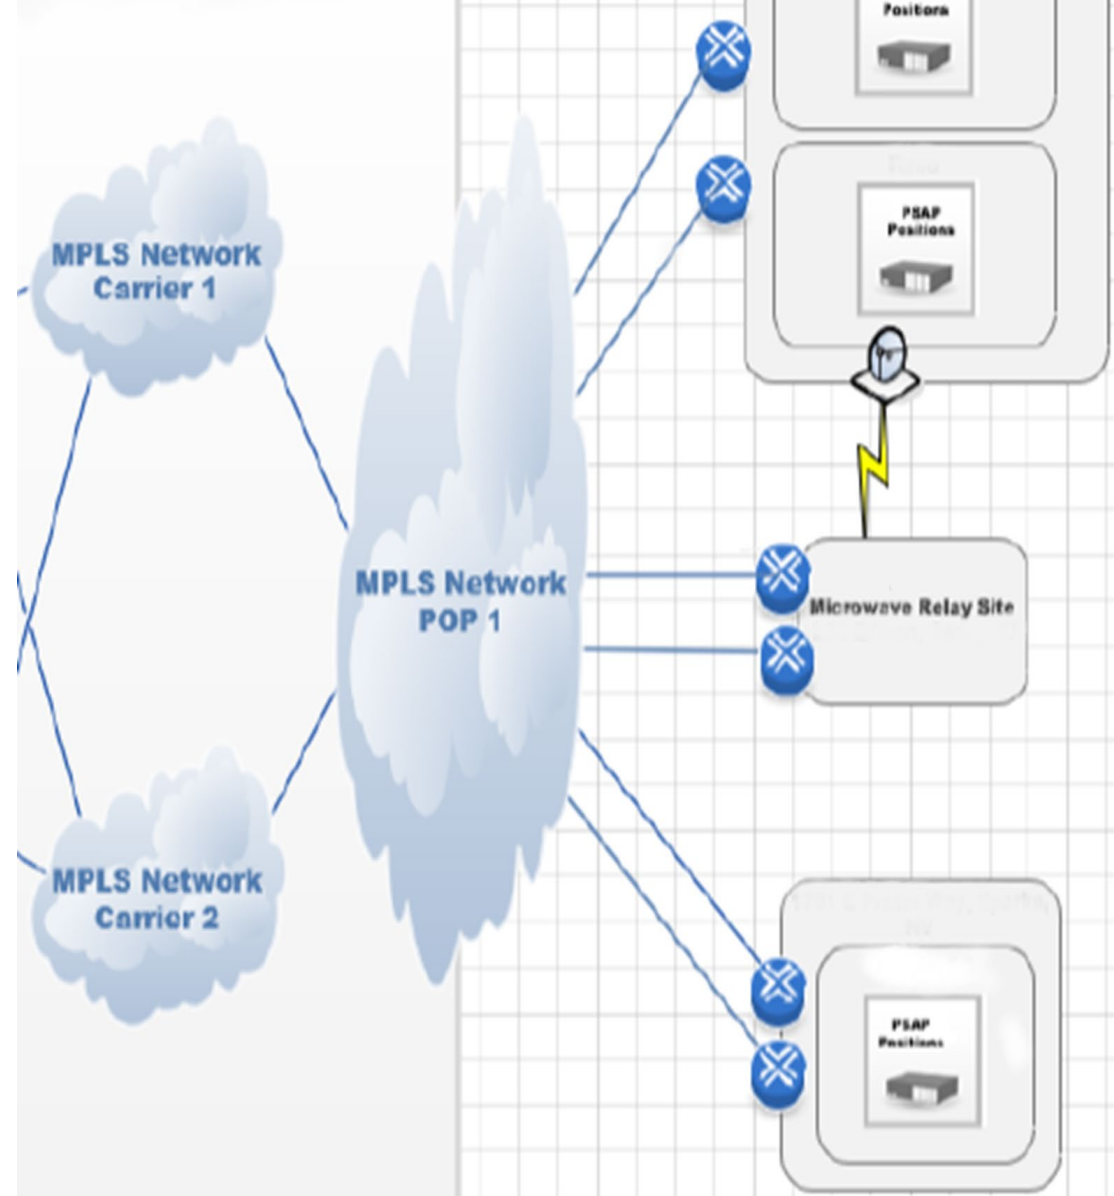 Positions
PSAP
Positions
MPLS Network
Carrier 1
MPLS Network
POP 1
Microwave Relay Site
MPLS Network
Carrier 2
PSAP
Positions